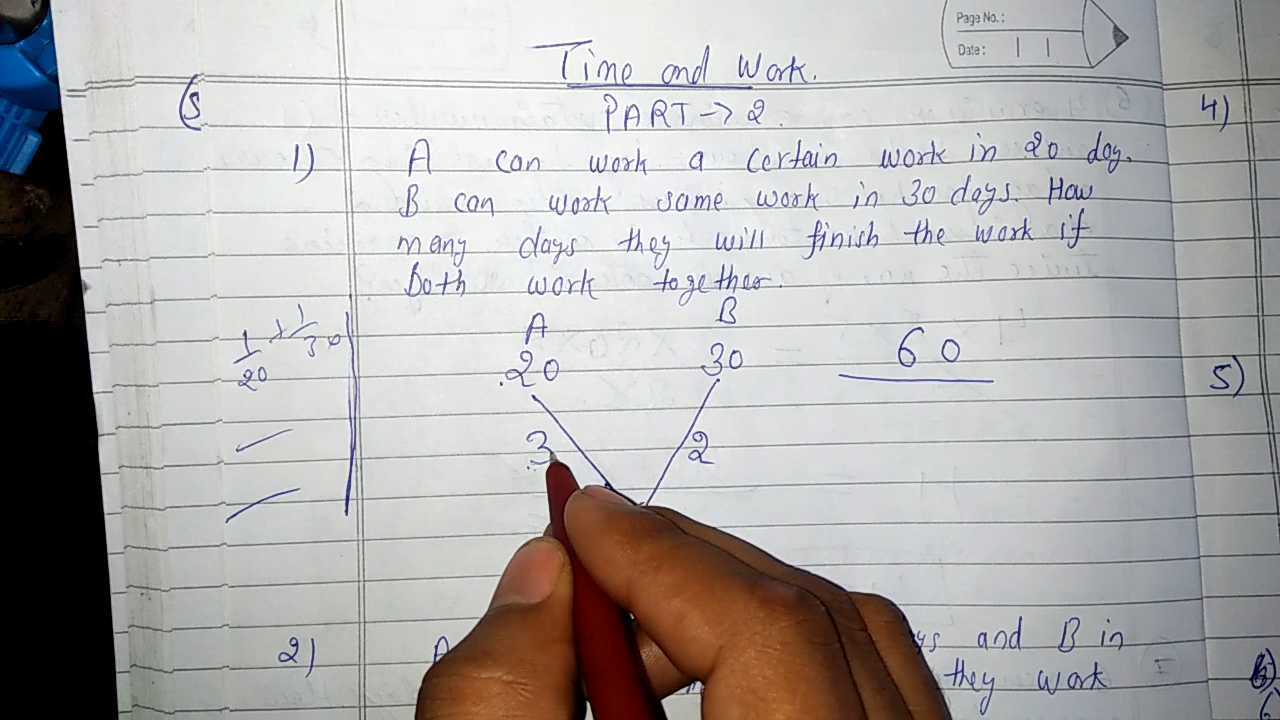 Page No.:
Date:
Time and Work.
PART → 2.
1) A can work a certain work in 20 day.
B can work same work in 30 days. How
many days they will finish the work if
both work together.
A B
1/20 + 1/30
20 30 60
3 2
2) A and B in
they work
4)
5)